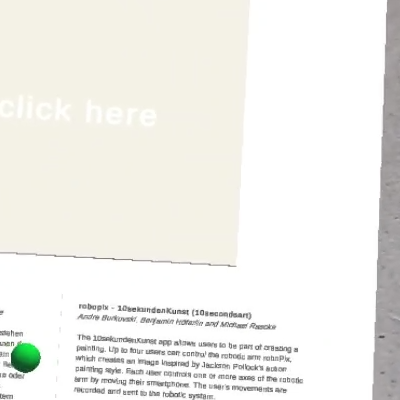 click here
robopix - 10sekundenKunst (10secondsart)
Andre Burkovski, Benjamin Höferlin and Michael Raschke
The 10sekundenKunst app allows users to be part of creating a
painting. Up to four users can control the robotic arm roboPix,
which creates an image inspired by Jackson Pollock's action
painting style. Each user controls one or more axes of the robotic
arm by moving their smartphone. The user's movements are
recorded and sent to the robotic system.
stehen